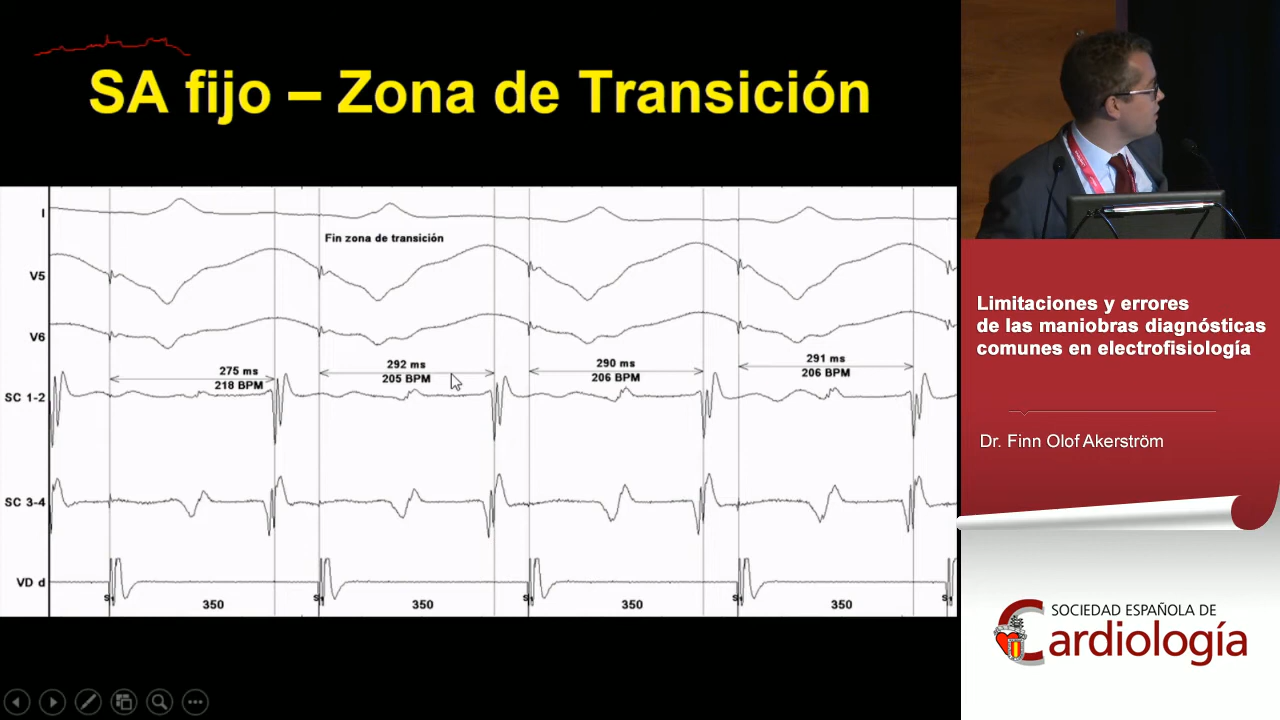 SA fijo – Zona de Transición
I
Fin zona de transición
V5
V6
275 ms
218 BPM
292 ms
205 BPM
290 ms
206 BPM
291 ms
206 BPM
SC 1-2
SC 3-4
VD d
S1
350
S1
350
S1
350
S1
350
S1
Limitaciones y errores
de las maniobras diagnósticas
comunes en electrofisiología
Dr. Finn Olof Akerström
SOCIEDAD ESPAÑOLA DE
Cardiología